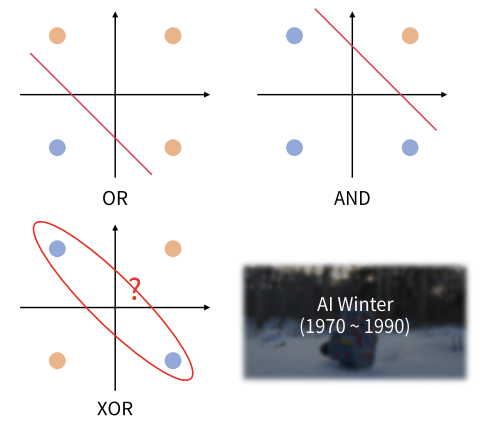 OR
AND
?
XOR
AI Winter
(1970 ~ 1990)